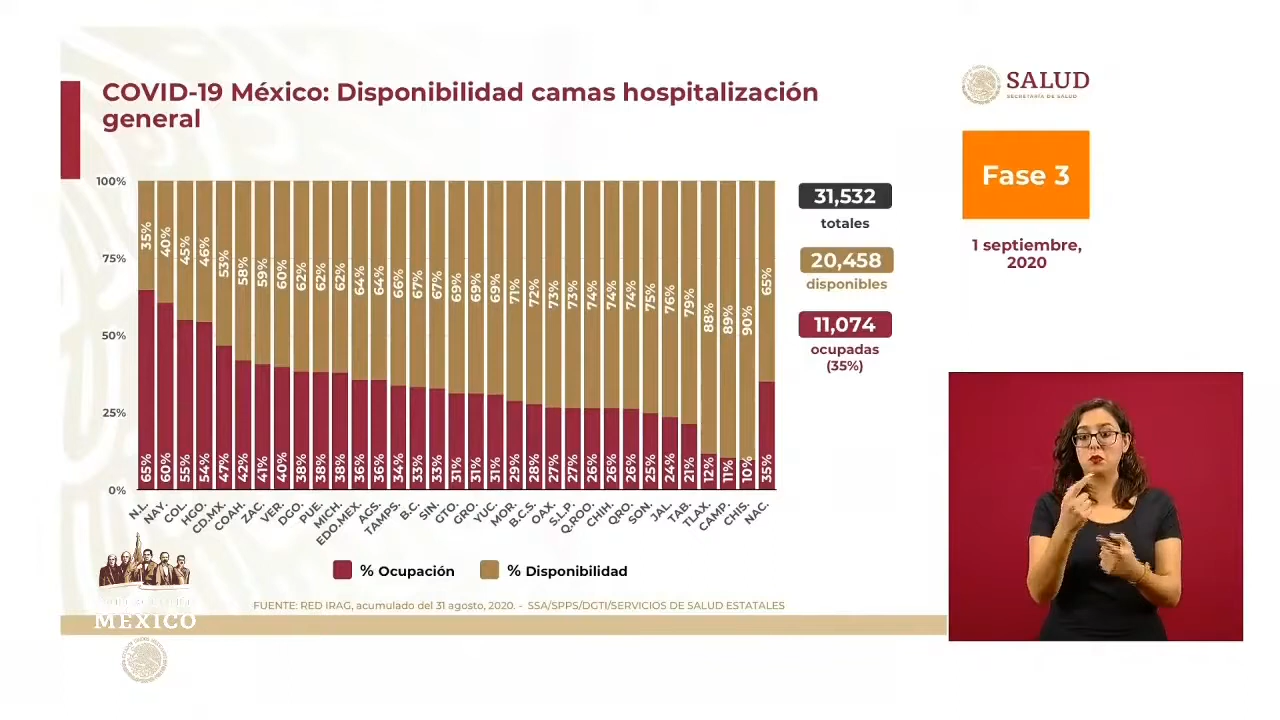 COVID-19 México: Disponibilidad camas hospitalización
general
SALUD
SECRETARÍA DE SALUD
Fase 3
1 septiembre,
2020
100%
75%
50%
25%
0%
35% 40% 45% 46% 53% 58% 59% 60% 62% 62% 62% 64% 64% 66% 67% 67% 69% 69% 69% 71% 72% 73% 73% 74% 74% 74% 75% 76% 79% 88% 89% 90% 65%
65% 60% 55% 54% 47% 42% 41% 40% 38% 38% 38% 36% 36% 34% 33% 33% 31% 31% 31% 29% 28% 27% 27% 26% 26% 26% 25% 24% 21% 12% 11% 10% 35%
N.L. NAY. COL. HGO. CD.MX. COAH. ZAC. VER. DGO. PUE. MICH. EDO.MEX. AGS. TAMPS. B.C. SIN. GTO. GRO. YUC. MOR. B.C.S. OAX. S.L.P. Q.ROO. CHIH. QRO. SON. JAL. TAB. TLAX. CAMP. CHIS. NAC.
31,532
totales
20,458
disponibles
11,074
ocupadas
(35%)
% Ocupación
% Disponibilidad
FUENTE: RED IRAG, acumulado del 31 agosto, 2020. - SSA/SPPS/DGTI/SERVICIOS DE SALUD ESTATALES
MÉXICO